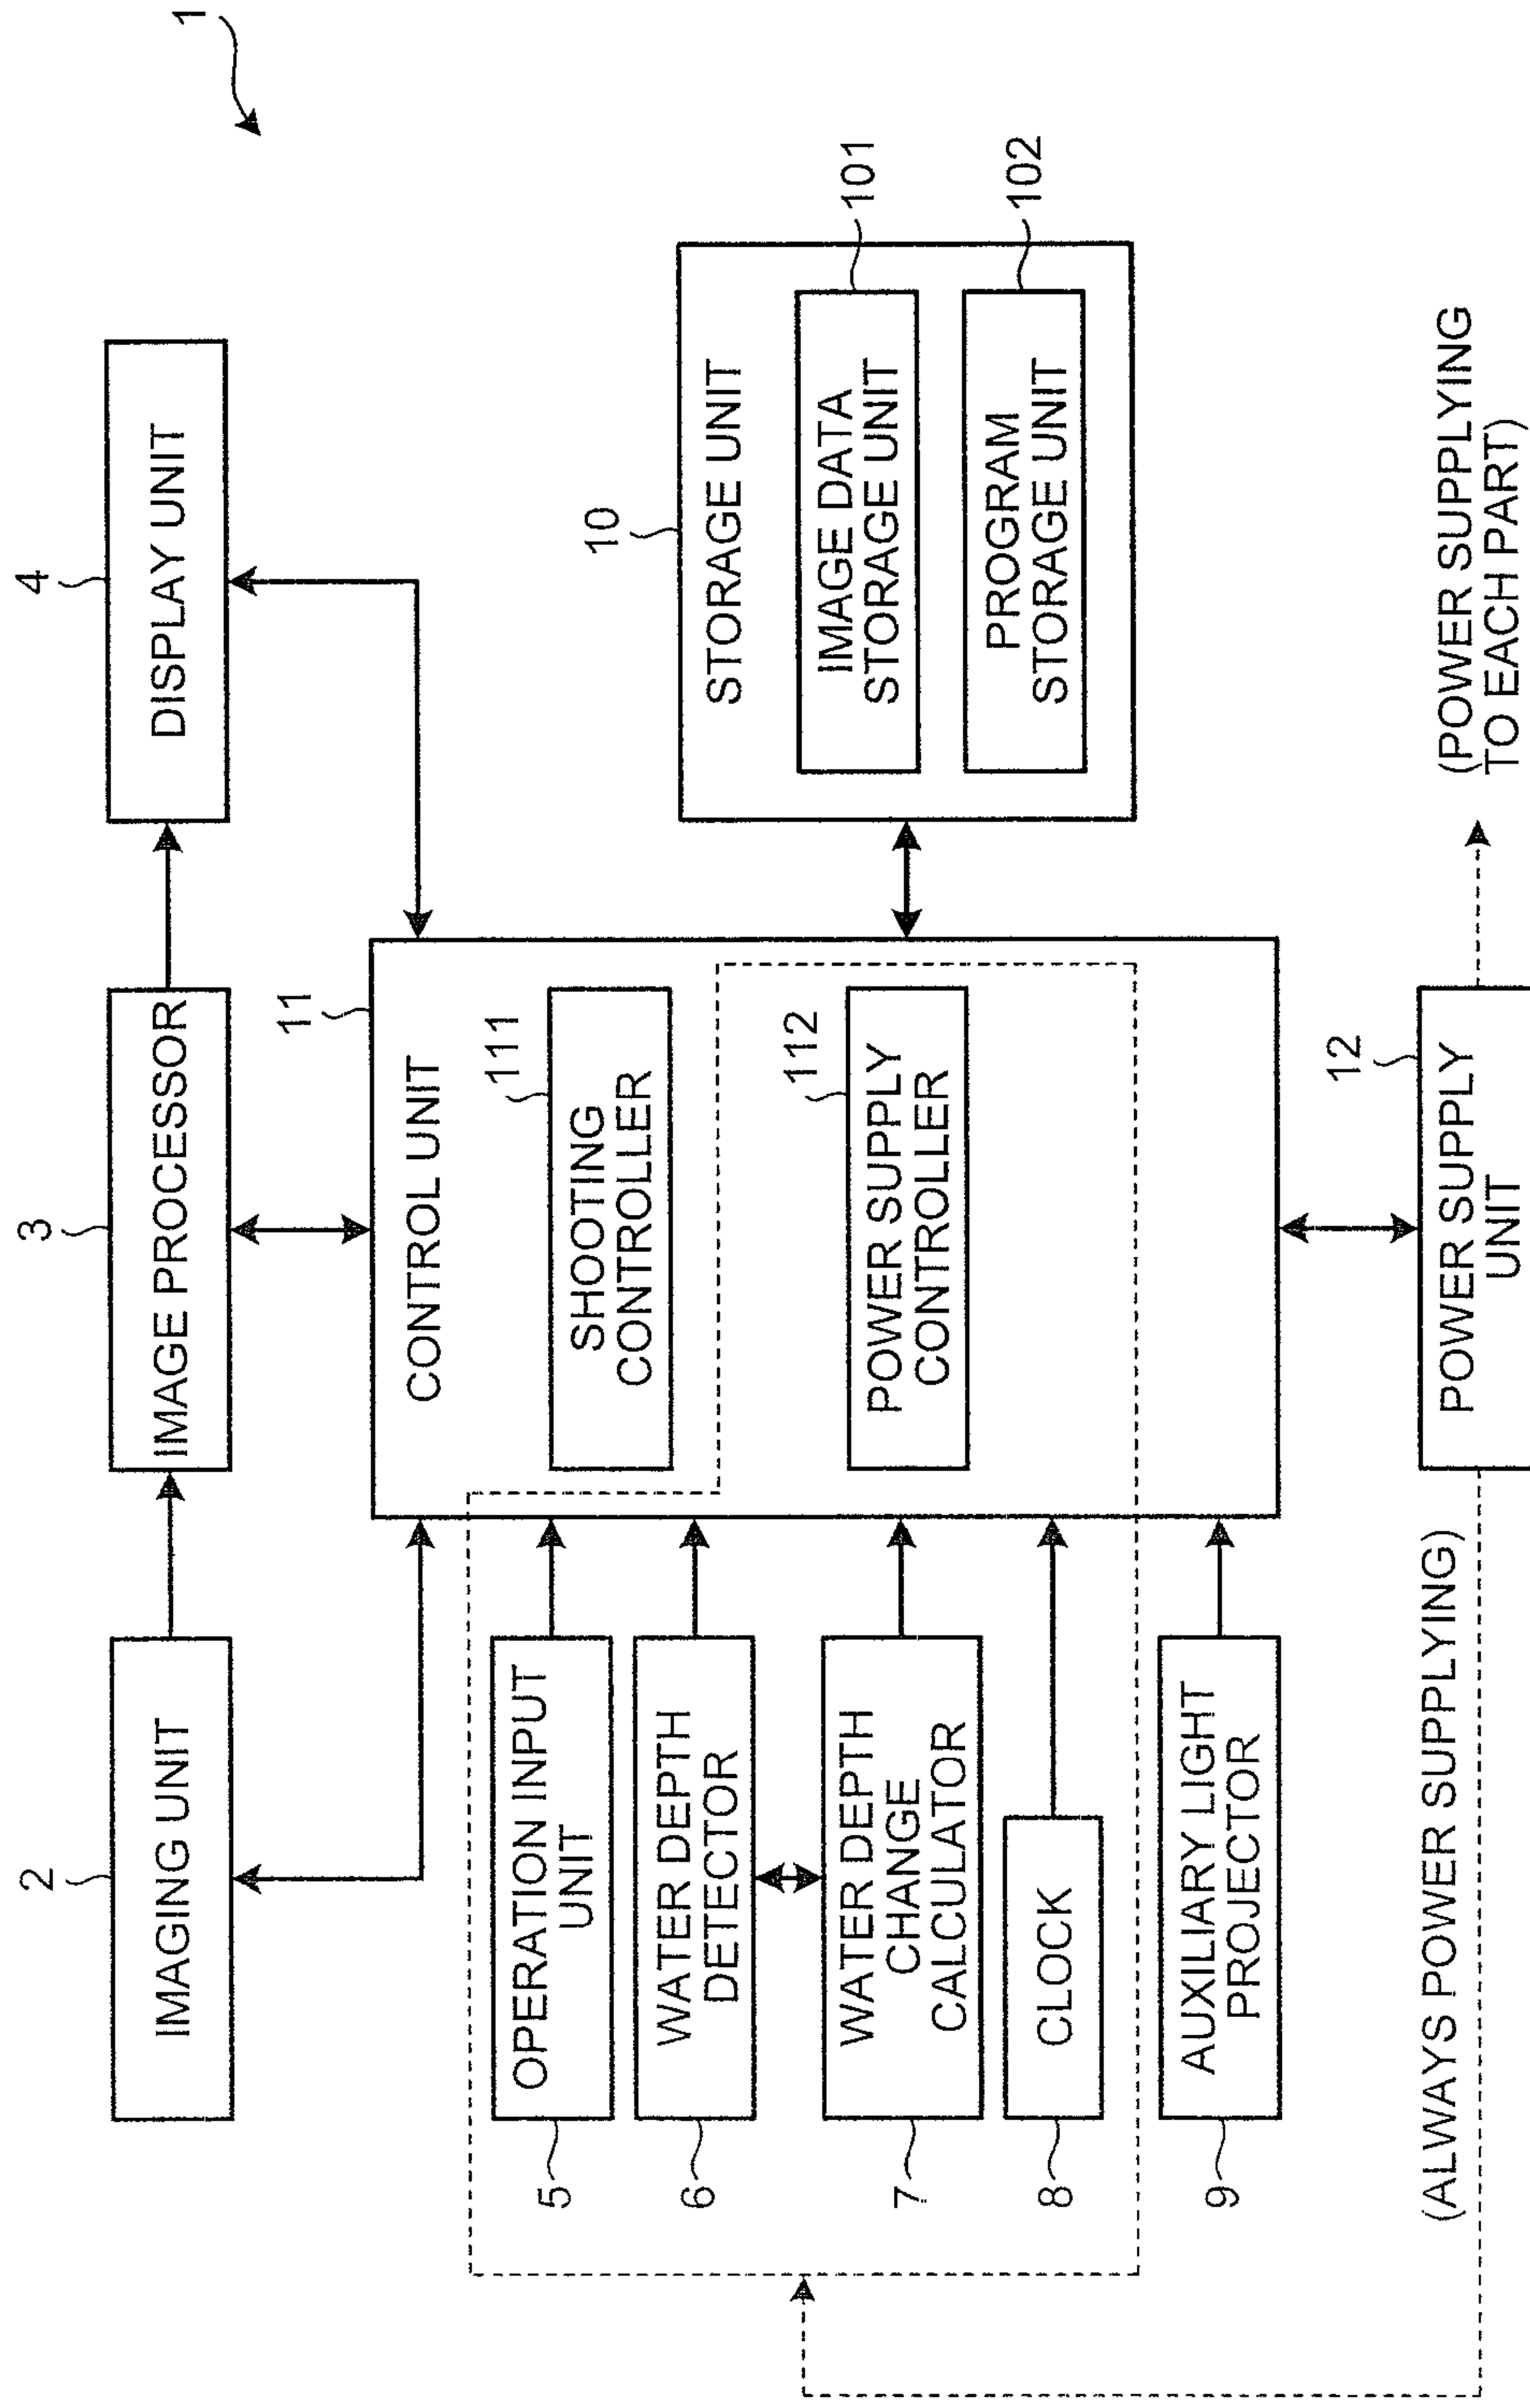 1
2
IMAGING UNIT
3
IMAGE PROCESSOR
4
DISPLAY UNIT
11
CONTROL UNIT
111
SHOOTING
CONTROLLER
112
POWER SUPPLY
CONTROLLER
5
OPERATION INPUT
UNIT
6
WATER DEPTH
DETECTOR
7
WATER DEPTH
CHANGE
CALCULATOR
8
CLOCK
9
AUXILIARY LIGHT
PROJECTOR
10
STORAGE UNIT
101
IMAGE DATA
STORAGE UNIT
102
PROGRAM
STORAGE UNIT
(ALWAYS POWER SUPPLYING)
12
POWER SUPPLY
UNIT
(POWER SUPPLYING
TO EACH PART)